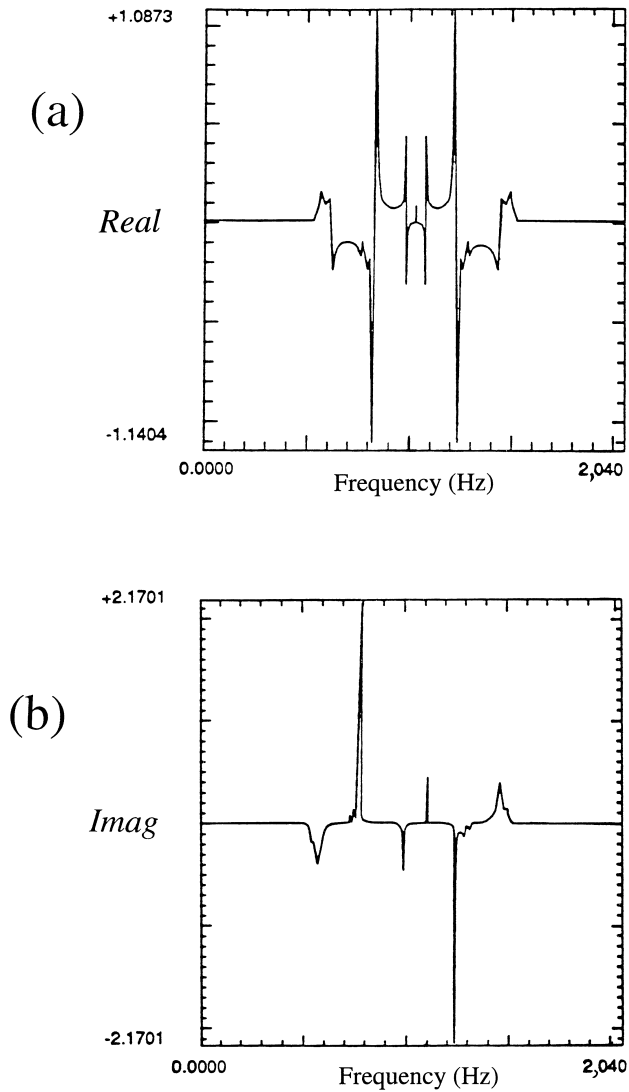 +1.0873
(a)
Real
-1.1404
0.0000
2,040
Frequency (Hz)
+2.1701
(b)
Imag
-2.1701
0.0000
2,040
Frequency (Hz)